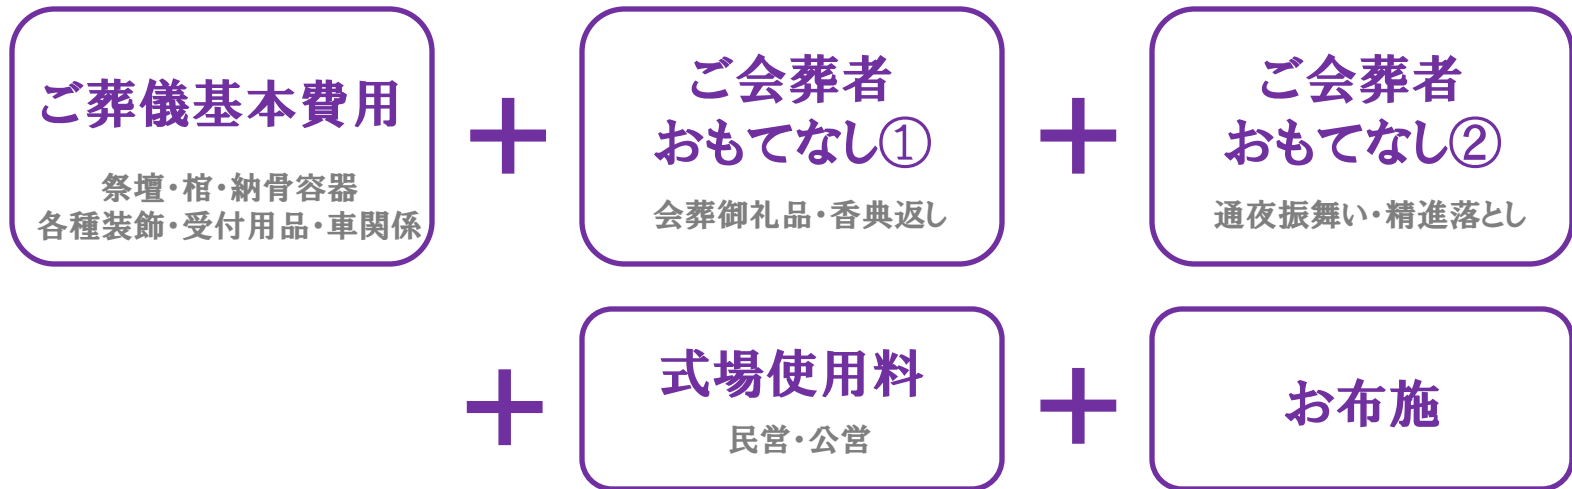 ご葬儀基本費用
祭壇・棺・納骨容器
各種装飾・受付用品・車関係
+
ご会葬者
おもてなし①
会葬御礼品・香典返し
+
ご会葬者
おもてなし②
通夜振舞い・精進落とし
+
式場使用料
民営・公営
+
お布施